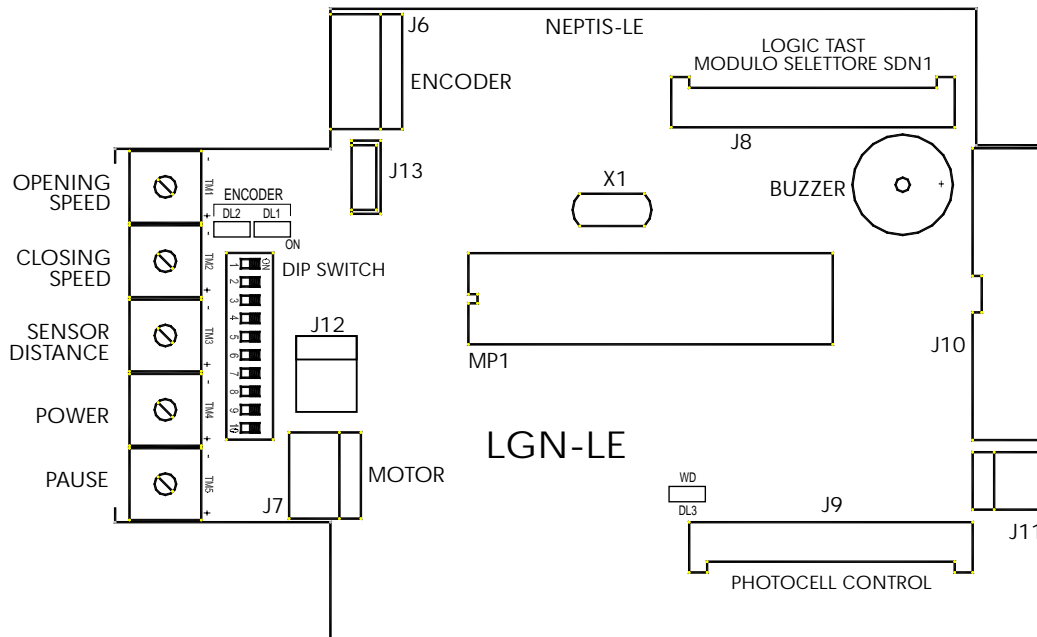 J6
NEPTIS-LE
LOGIC TAST
MODULO SELETTORE SDN1
ENCODER
J8
J13
X1
BUZZER
+
OPENING
SPEED
-
TM1
+
ENCODER
DL2 DL1
ON
CLOSING
SPEED
-
TM2
+
DIP SWITCH
ON
1
2
3
4
5
6
7
8
9
10
SENSOR
DISTANCE
-
TM3
+
J12
MP1
J10
POWER
-
TM4
+
LGN-LE
PAUSE
-
TM5
+
MOTOR
J7
WD
DL3
J9
J11
PHOTOCELL CONTROL